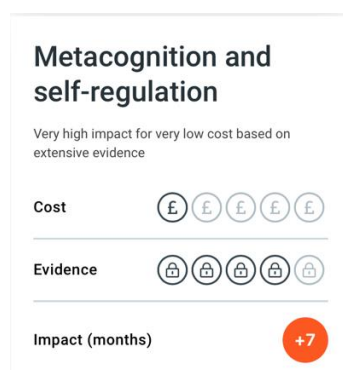 Metacognition and
self-regulation
Very high impact for very low cost based on
extensive evidence
Cost £ £ £ £ £
Evidence
Impact (months) +7